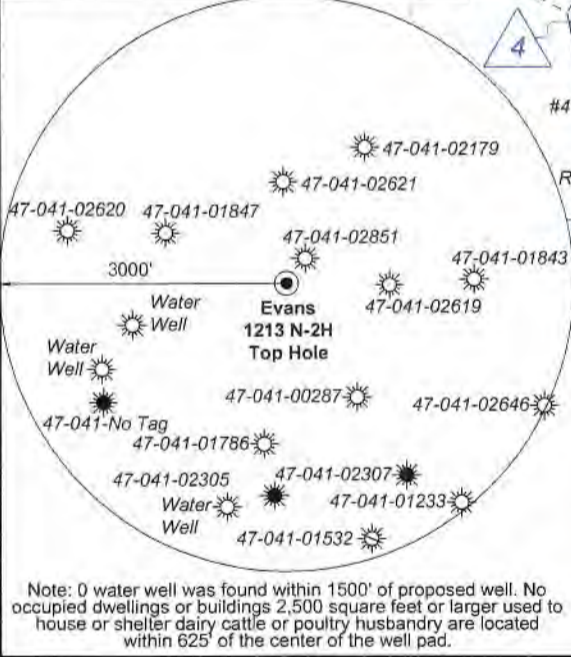 4
#4
47-041-02179
R
47-041-02621
47-041-02620 47-041-01847
47-041-02851
47-041-01843
3000'
Evans
1213 N-2H
Top Hole
47-041-02619
Water
Well
Water
Well
47-041-No Tag
47-041-00287
47-041-02646
47-041-01786
47-041-02305
47-041-02307
Water
Well
47-041-01233
47-041-01532
Note: 0 water well was found within 1500' of proposed well. No
occupied dwellings or buildings 2,500 square feet or larger used to
house or shelter dairy cattle or poultry husbandry are located
within 625' of the center of the well pad.